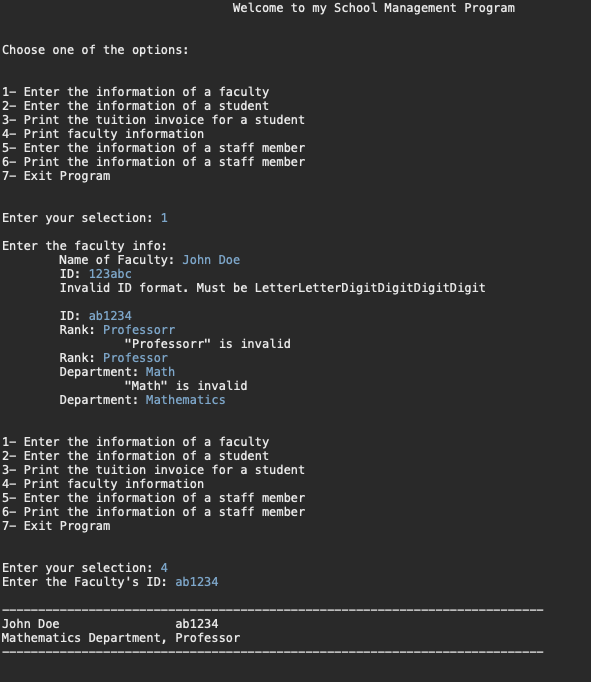 Welcome to my School Management Program
Choose one of the options:
1- Enter the information of a faculty
2- Enter the information of a student
3- Print the tuition invoice for a student
4- Print faculty information
5- Enter the information of a staff member
6- Print the information of a staff member
7- Exit Program
Enter your selection: 1
Enter the faculty info:
Name of Faculty: John Doe
ID: 123abc
Invalid ID format. Must be LetterLetterDigitDigitDigitDigit
ID: ab1234
Rank: Professorr
"Professorr" is invalid
Rank: Professor
Department: Math
"Math" is invalid
Department: Mathematics
1- Enter the information of a faculty
2- Enter the information of a student
3- Print the tuition invoice for a student
4- Print faculty information
5- Enter the information of a staff member
6- Print the information of a staff member
7- Exit Program
Enter your selection: 4
Enter the Faculty's ID: ab1234
---------------------------------------------------------------------------
John Doe ab1234
Mathematics Department, Professor
---------------------------------------------------------------------------